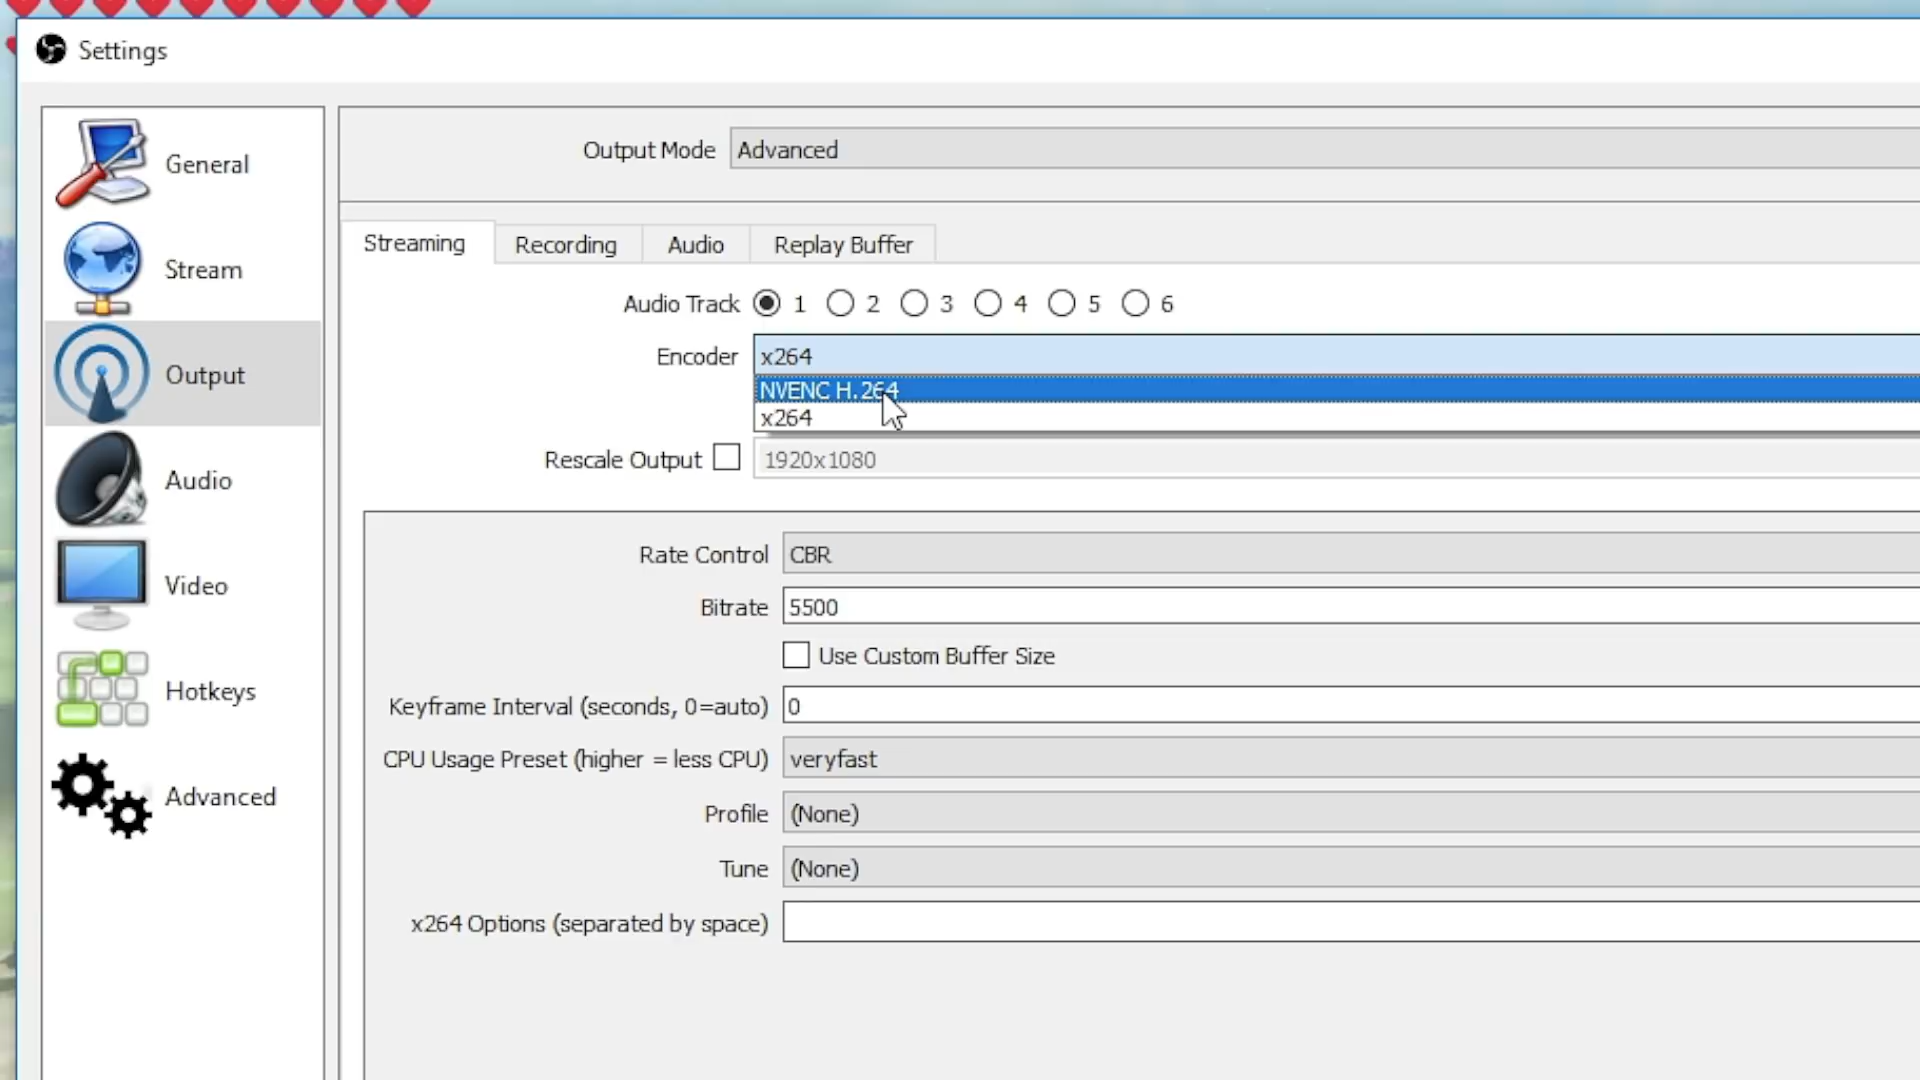 Settings
General
Stream
Output
Audio
Video
Hotkeys
Advanced
Output Mode Advanced
Streaming Recording Audio Replay Buffer
Audio Track 1 2 3 4 5 6
Encoder x264
NVENC H.264
x264
Rescale Output 1920x1080
Rate Control CBR
Bitrate 5500
Use Custom Buffer Size
Keyframe Interval (seconds, 0=auto) 0
CPU Usage Preset (higher = less CPU) veryfast
Profile (None)
Tune (None)
x264 Options (separated by space)